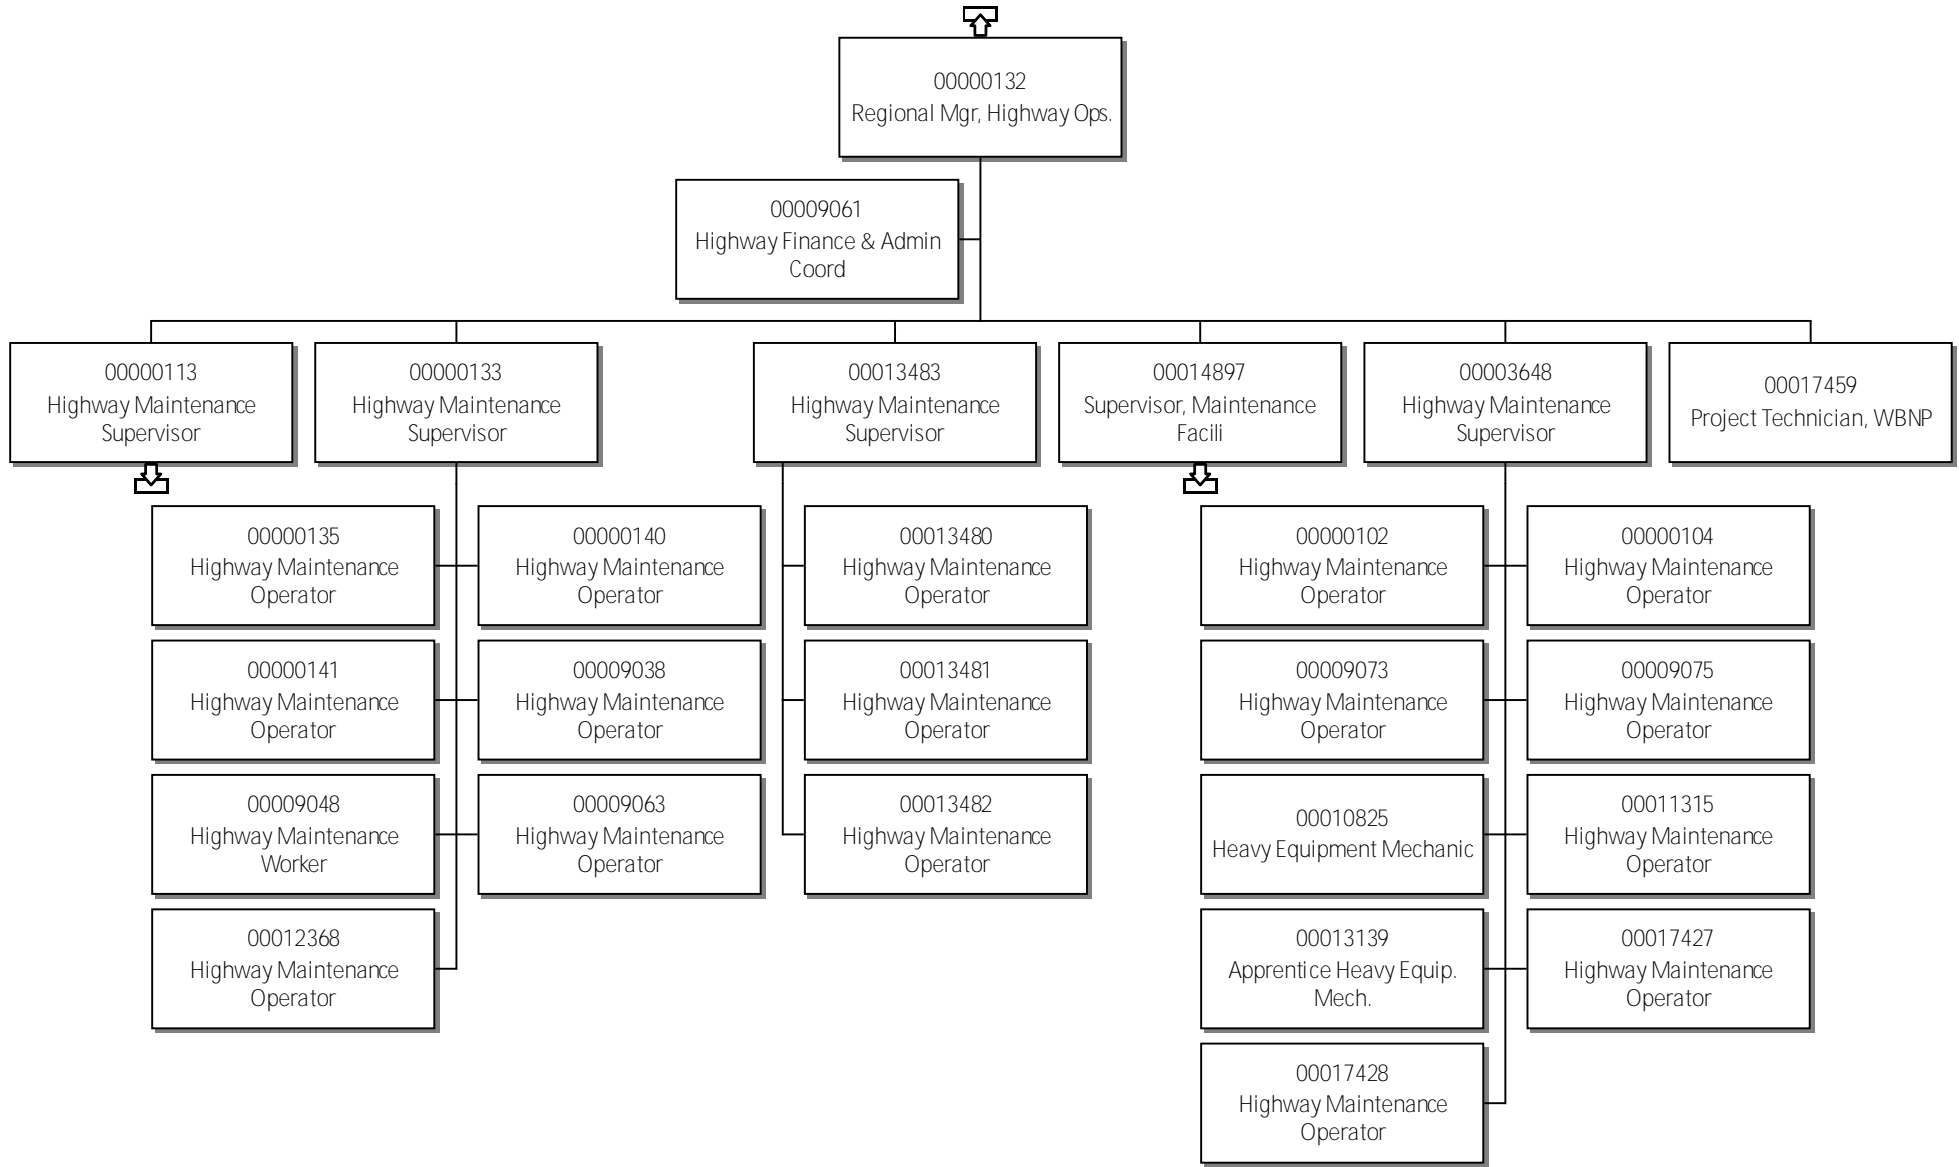 00000132
Regional Mgr, Highway Ops.
00009061
Highway Finance & Admin
Coord
00000113
Highway Maintenance
Supervisor
00000133
Highway Maintenance
Supervisor
00013483
Highway Maintenance
Supervisor
00014897
Supervisor, Maintenance
Facili
00003648
Highway Maintenance
Supervisor
00017459
Project Technician, WBNP
00000135
Highway Maintenance
Operator
00000140
Highway Maintenance
Operator
00013480
Highway Maintenance
Operator
00000102
Highway Maintenance
Operator
00000104
Highway Maintenance
Operator
00000141
Highway Maintenance
Operator
00009038
Highway Maintenance
Operator
00013481
Highway Maintenance
Operator
00009073
Highway Maintenance
Operator
00009075
Highway Maintenance
Operator
00009048
Highway Maintenance
Worker
00009063
Highway Maintenance
Operator
00013482
Highway Maintenance
Operator
00010825
Heavy Equipment Mechanic
00011315
Highway Maintenance
Operator
00012368
Highway Maintenance
Operator
00013139
Apprentice Heavy Equip.
Mech.
00017427
Highway Maintenance
Operator
00017428
Highway Maintenance
Operator